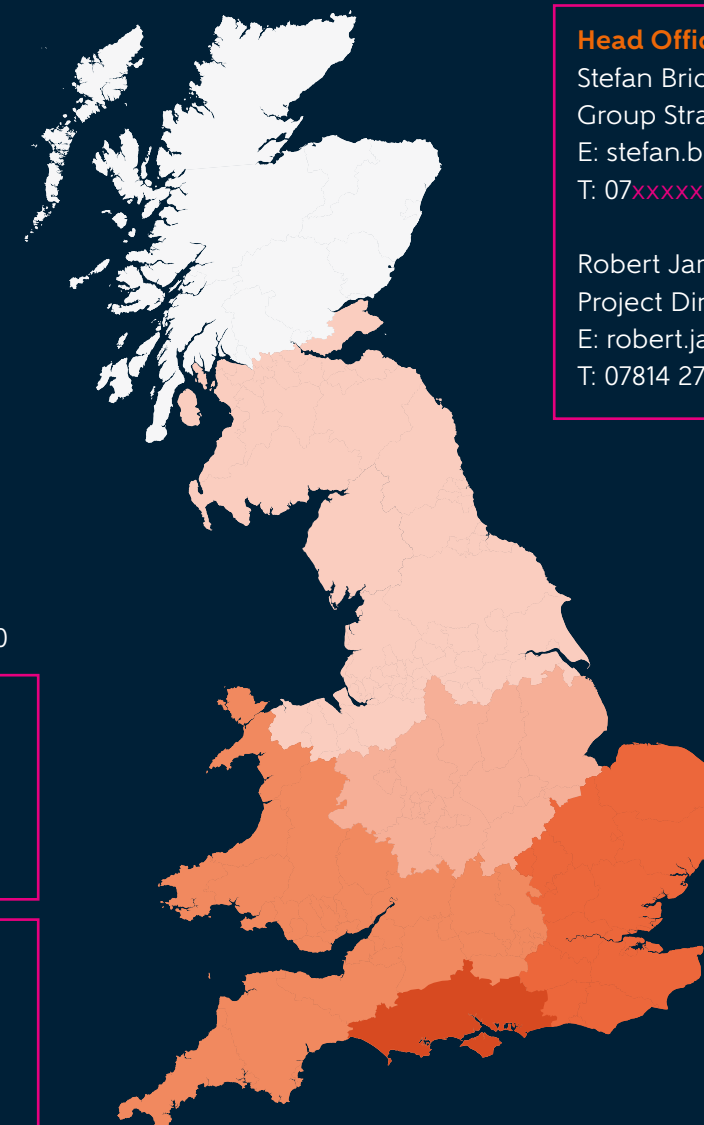 Head Offic
Stefan Bric
Group Stra
E: stefan.b
T: 07xxxxx
Robert Jar
Project Dir
E: robert.ja
T: 07814 27
0